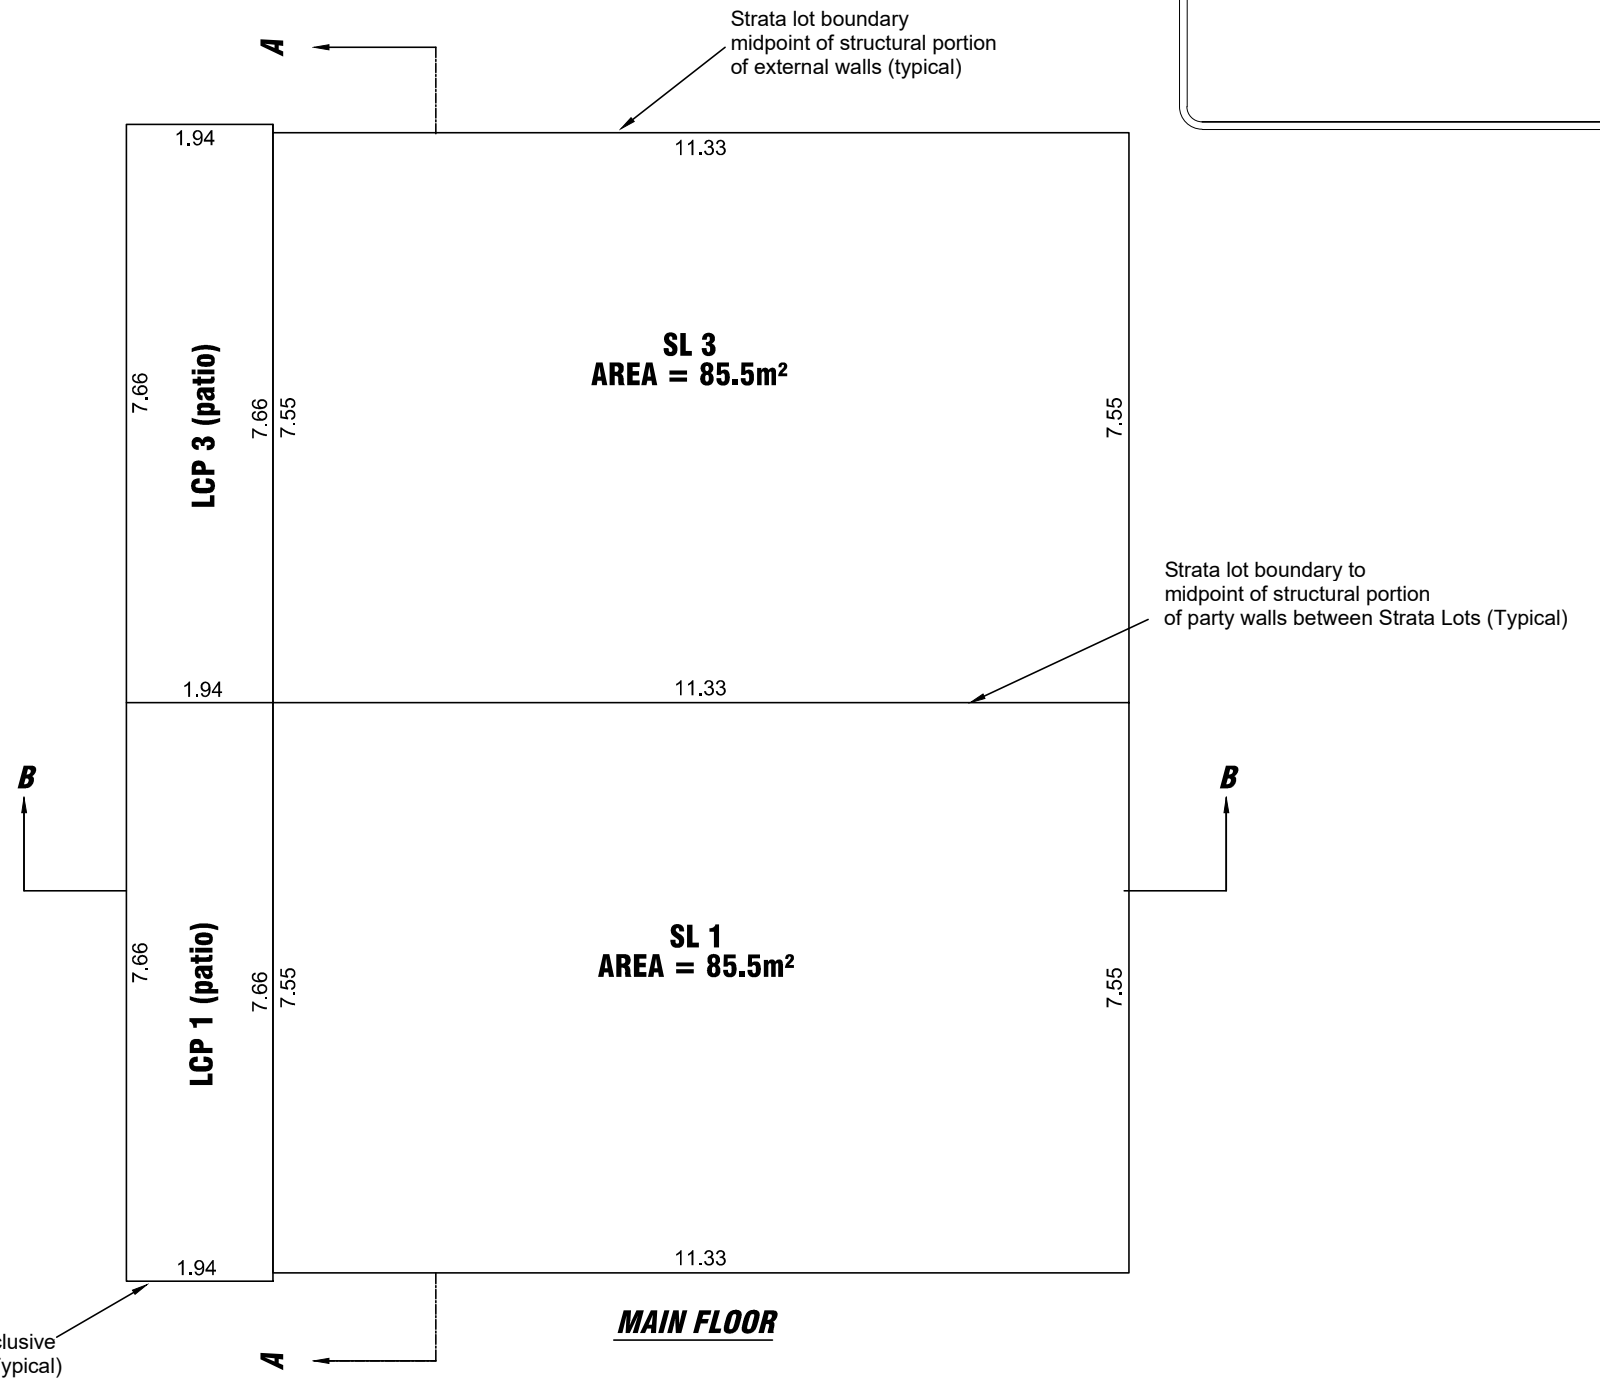 Strata lot boundary
midpoint of structural portion
of external walls (typical)
A
1.94
11.33
SL 3
AREA = 85.5m²
7.66
LCP 3 (patio)
7.66
7.55
7.55
Strata lot boundary to
midpoint of structural portion
of party walls between Strata Lots (Typical)
1.94
11.33
B
B
SL 1
AREA = 85.5m²
7.66
LCP 1 (patio)
7.66
7.55
7.55
1.94
11.33
MAIN FLOOR
A